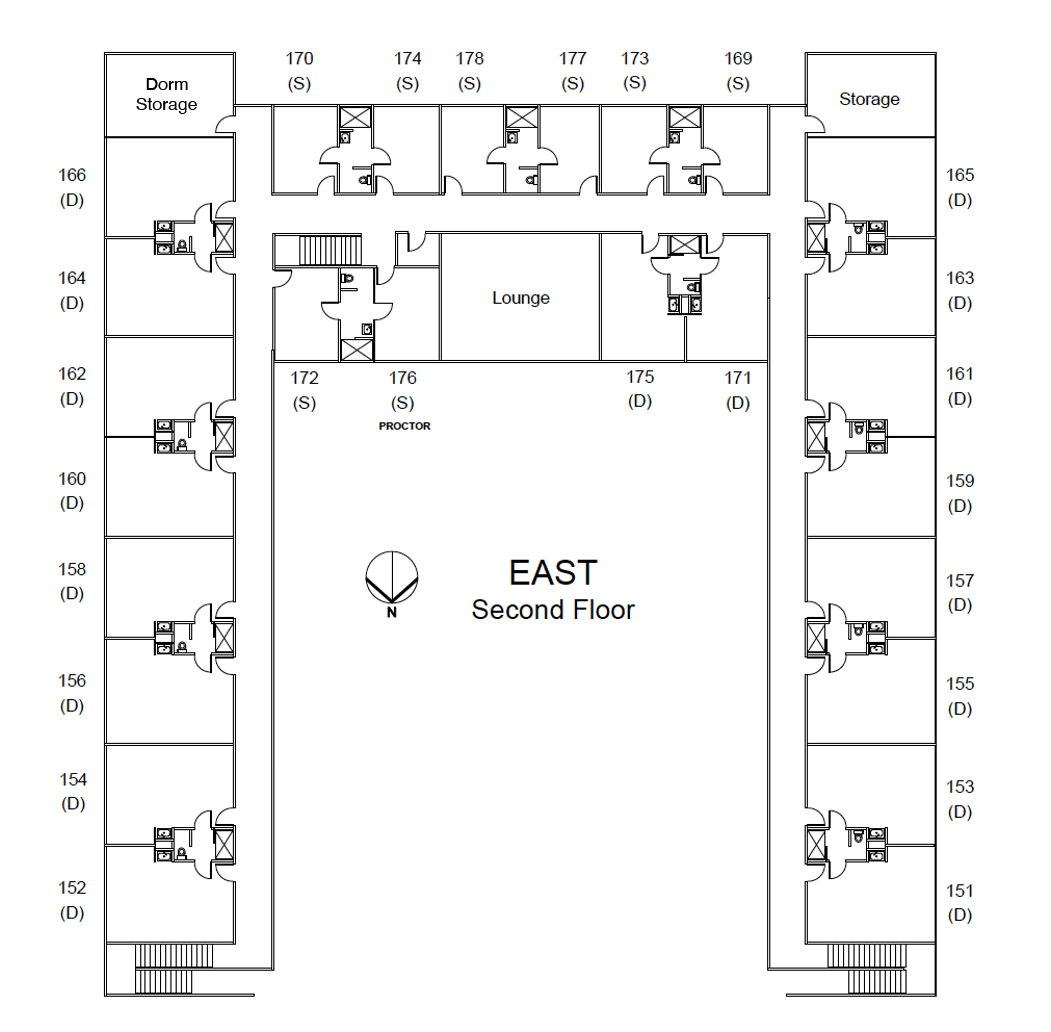 170 174 178 177 173 169
(S) (S) (S) (S) (S) (S)
Dorm
Storage
Storage
166
(D)
165
(D)
164
(D)
163
(D)
Lounge
162
(D)
161
(D)
172
(S)
176
(S)
PROCTOR
175
(D)
171
(D)
160
(D)
159
(D)
158
(D)
157
(D)
N
EAST
Second Floor
156
(D)
155
(D)
154
(D)
153
(D)
152
(D)
151
(D)